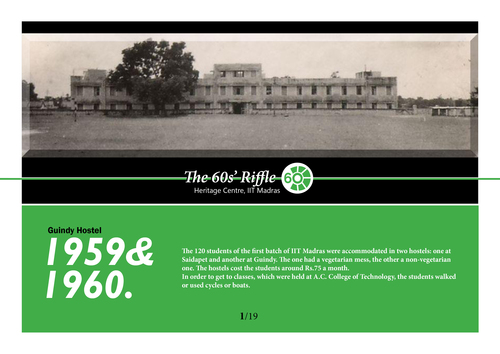 The 60s' Riffle
60
Heritage Centre, IIT Madras
Guindy Hostel
1959&
1960.
The 120 students of the first batch of IIT Madras were accommodated in two hostels: one at
Saidapet and another at Guindy. The one had a vegetarian mess, the other a non-vegetarian
one. The hostels cost the students around Rs.75 a month.
In order to get to classes, which were held at A.C. College of Technology, the students walked
or used cycles or boats.
1/19